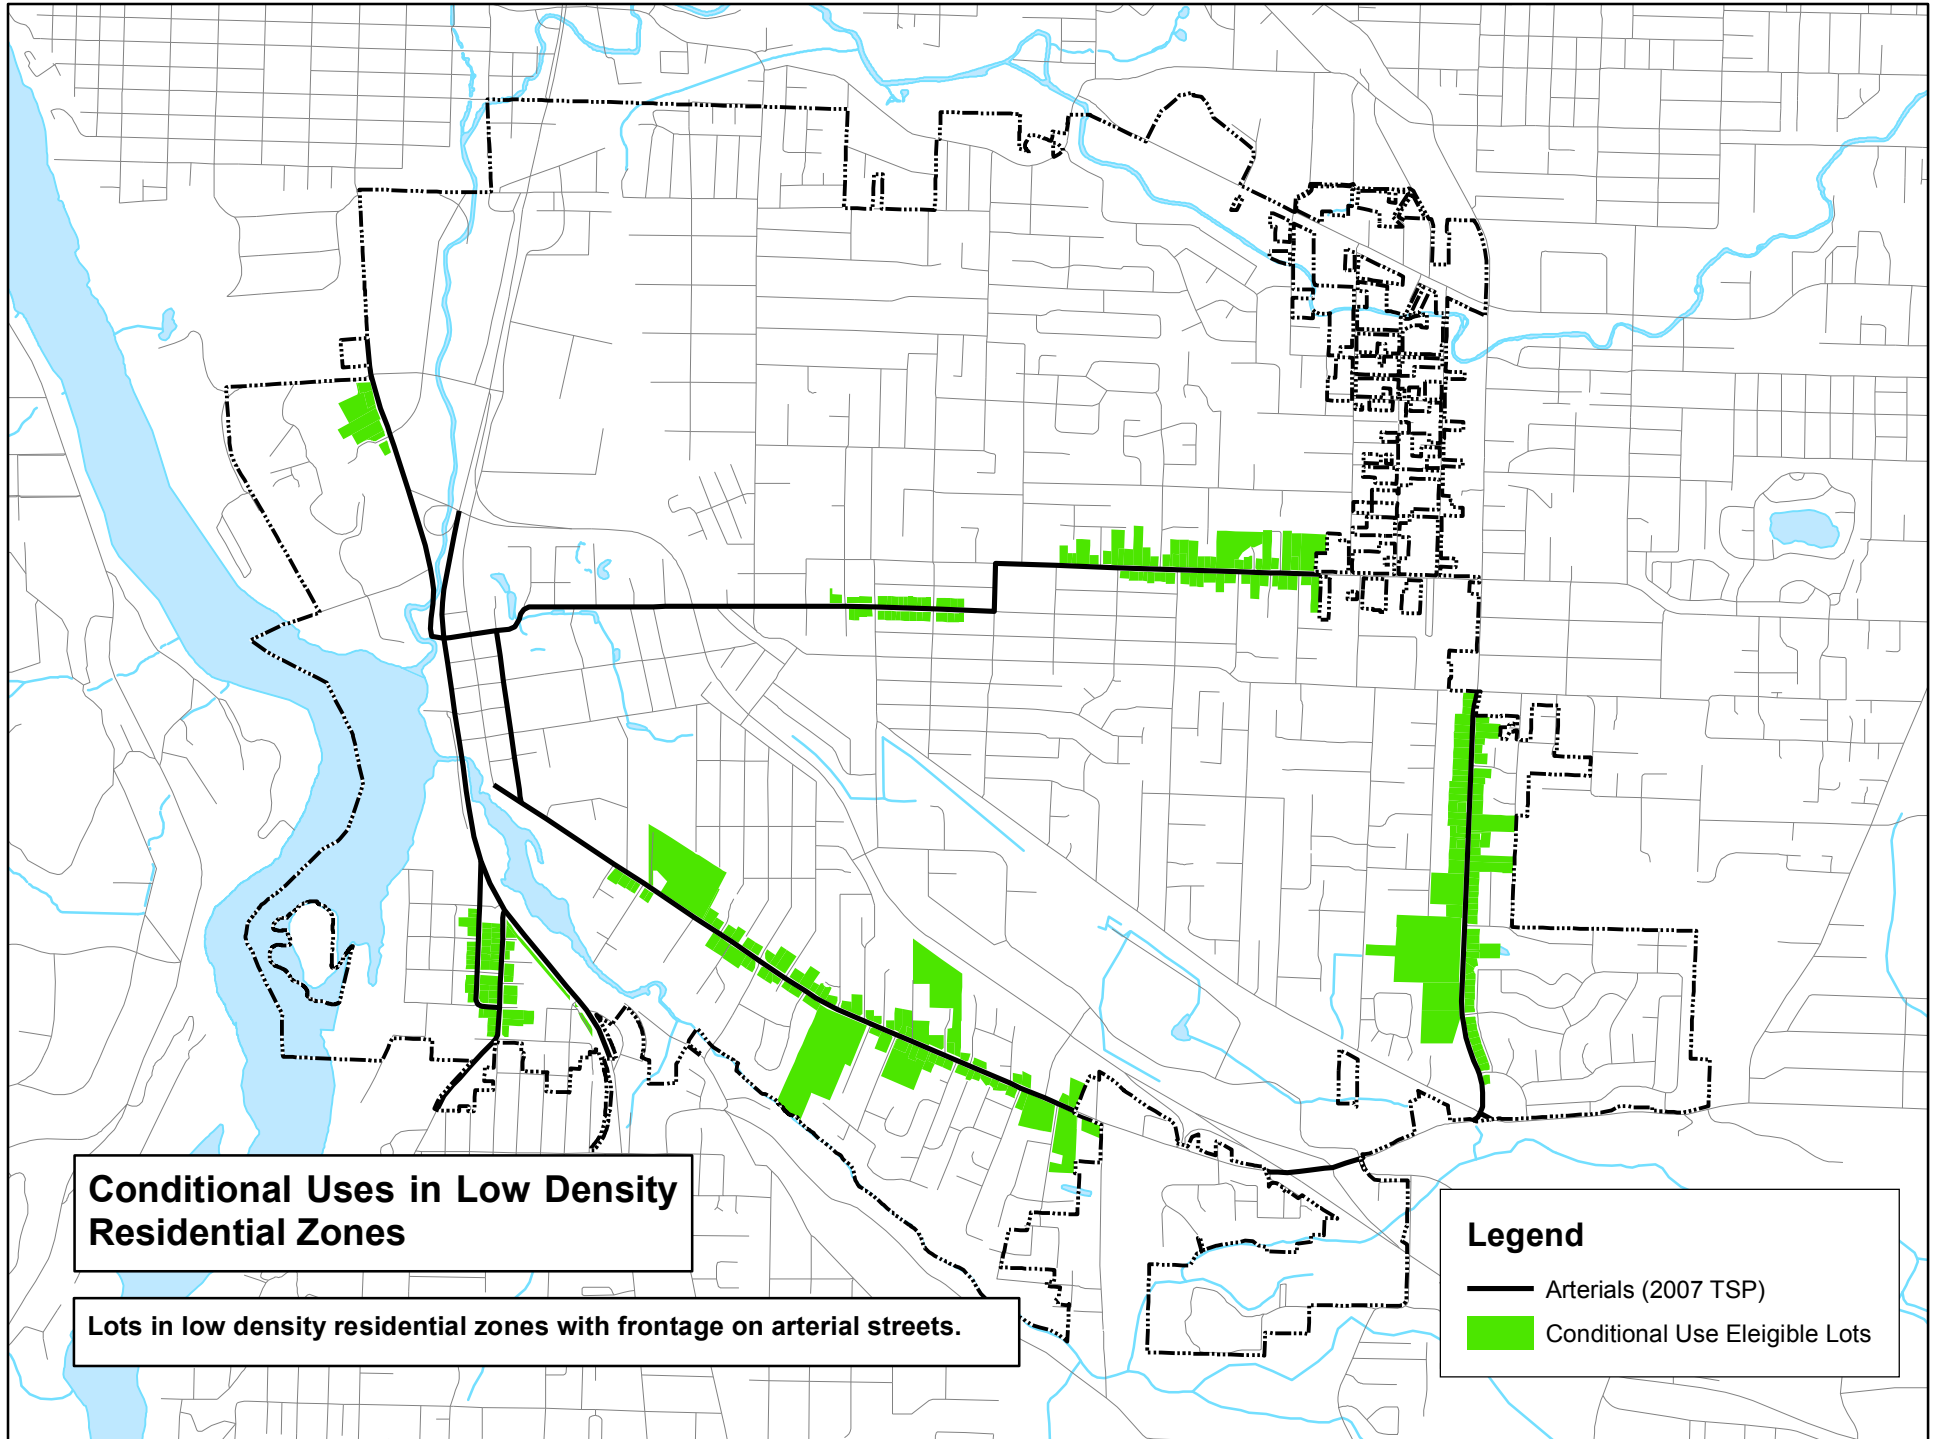 Conditional Uses in Low Density
Residential Zones
Lots in low density residential zones with frontage on arterial streets.
Legend
Arterials (2007 TSP)
Conditional Use Eleigible Lots